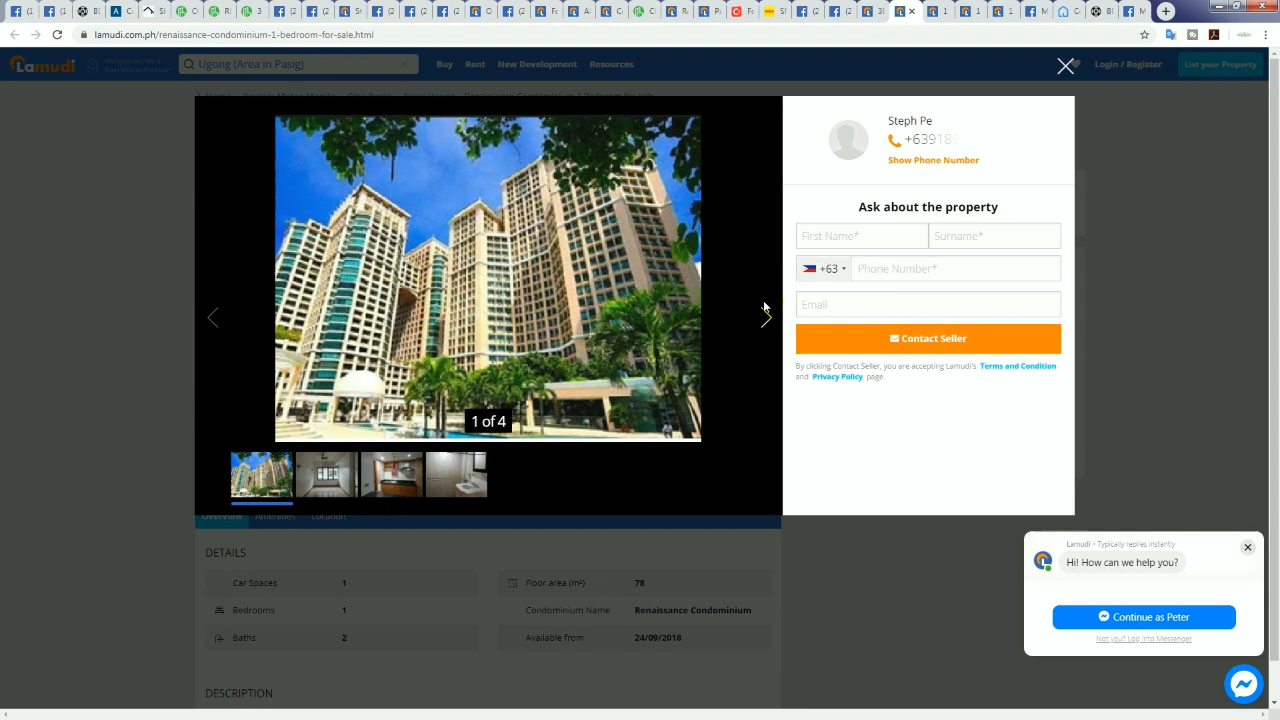 lamudi.com.ph/renaissance-condominium-1-bedroom-for-sale.html
Lamudi
Ugong (Area in Pasig)
Buy
Rent
New Development
Resources
Login / Register
List your Property
Steph Pe
+639189
Show Phone Number
Ask about the property
First Name*
Surname*
+63
Phone Number*
Email
Contact Seller
By clicking Contact Seller, you are accepting Lamudi's Terms and Condition
and Privacy Policy page.
1 of 4
Overview
Amenities
Location
DETAILS
Car Spaces 1
Floor area (m²) 78
Bedrooms 1
Condominium Name Renaissance Condominium
Baths 2
Available from 24/09/2018
DESCRIPTION
Lamudi • Typically replies instantly
Hi! How can we help you?
Continue as Peter
Not you? Log into Messenger